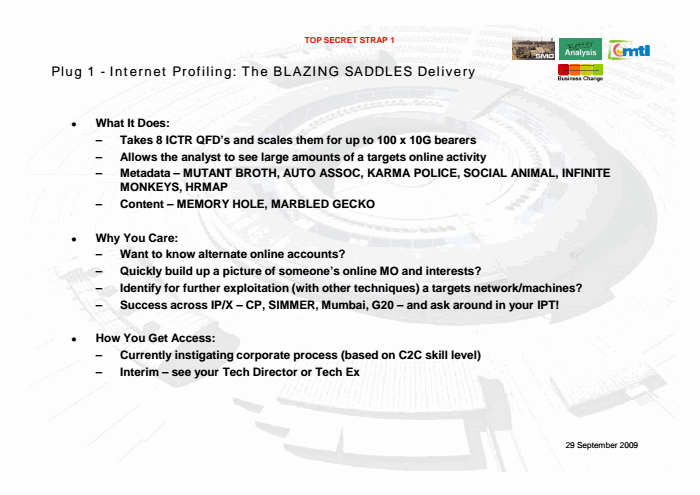 TOP SECRET STRAP 1
SMO
Better
Analysis
mti
Business Change
Plug 1 - Internet Profiling: The BLAZING SADDLES Delivery
• What It Does:
– Takes 8 ICTR QFD's and scales them for up to 100 x 10G bearers
– Allows the analyst to see large amounts of a targets online activity
– Metadata – MUTANT BROTH, AUTO ASSOC, KARMA POLICE, SOCIAL ANIMAL, INFINITE
MONKEYS, HRMAP
– Content – MEMORY HOLE, MARBLED GECKO
• Why You Care:
– Want to know alternate online accounts?
– Quickly build up a picture of someone's online MO and interests?
– Identify for further exploitation (with other techniques) a targets network/machines?
– Success across IP/X – CP, SIMMER, Mumbai, G20 – and ask around in your IPT!
• How You Get Access:
– Currently instigating corporate process (based on C2C skill level)
– Interim – see your Tech Director or Tech Ex
29 September 2009